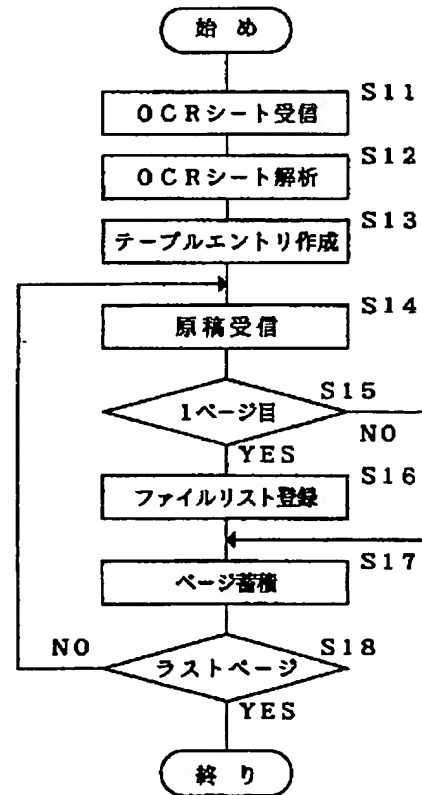 始め
S11
OCRシート受信
S12
OCRシート解析
S13
テーブルエントリ作成
S14
原稿受信
S15
1ページ目
NO
YES
S16
ファイルリスト登録
S17
ページ蓄積
NO
S18
ラストページ
YES
終り